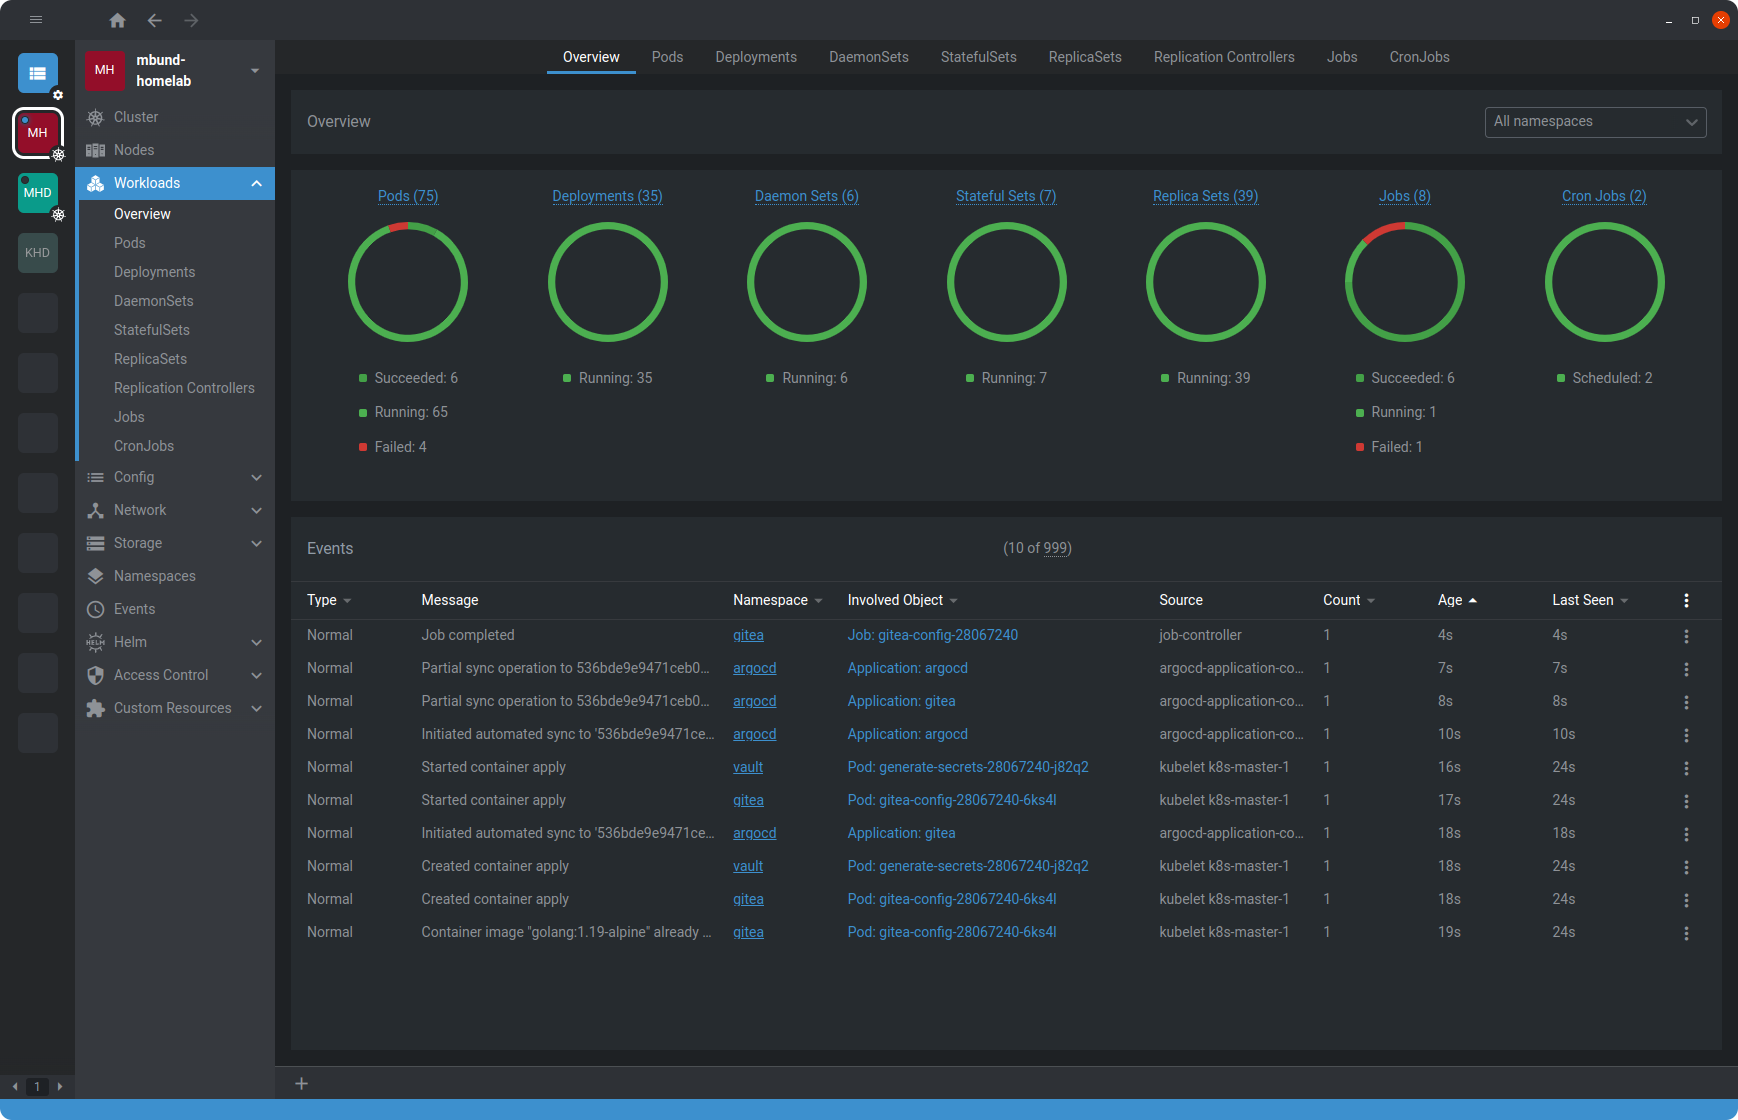 MH
mbund-
homelab
Overview Pods Deployments DaemonSets StatefulSets ReplicaSets Replication Controllers Jobs CronJobs
MH
MHD
KHD
Cluster
Nodes
Workloads
Overview
Pods
Deployments
DaemonSets
StatefulSets
ReplicaSets
Replication Controllers
Jobs
CronJobs
Config
Network
Storage
Namespaces
Events
HELM
Helm
Access Control
Custom Resources
1
Overview
All namespaces
Pods (75) Deployments (35) Daemon Sets (6) Stateful Sets (7) Replica Sets (39) Jobs (8) Cron Jobs (2)
Succeeded: 6 Running: 35 Running: 6 Running: 7 Running: 39 Succeeded: 6 Scheduled: 2
Running: 65 Running: 1
Failed: 4 Failed: 1
Events
(10 of 999)
Type Message Namespace Involved Object Source Count Age Last Seen
Normal Job completed gitea Job: gitea-config-28067240 job-controller 1 4s 4s
Normal Partial sync operation to 536bde9e9471ceb0… argocd Application: argocd argocd-application-co… 1 7s 7s
Normal Partial sync operation to 536bde9e9471ceb0… argocd Application: gitea argocd-application-co… 1 8s 8s
Normal Initiated automated sync to '536bde9e9471ce… argocd Application: argocd argocd-application-co… 1 10s 10s
Normal Started container apply vault Pod: generate-secrets-28067240-j82q2 kubelet k8s-master-1 1 16s 24s
Normal Started container apply gitea Pod: gitea-config-28067240-6ks4l kubelet k8s-master-1 1 17s 24s
Normal Initiated automated sync to '536bde9e9471ce… argocd Application: gitea argocd-application-co… 1 18s 18s
Normal Created container apply vault Pod: generate-secrets-28067240-j82q2 kubelet k8s-master-1 1 18s 24s
Normal Created container apply gitea Pod: gitea-config-28067240-6ks4l kubelet k8s-master-1 1 18s 24s
Normal Container image "golang:1.19-alpine" already … gitea Pod: gitea-config-28067240-6ks4l kubelet k8s-master-1 1 19s 24s